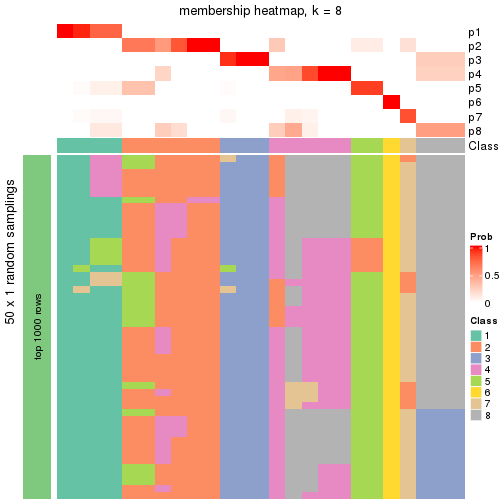 membership heatmap, k = 8
p1
p2
p3
p4
p5
p6
p7
p8
Class
50 x 1 random samplings
top 1000 rows
Prob
1
0.5
0
Class
1
2
3
4
5
6
7
8